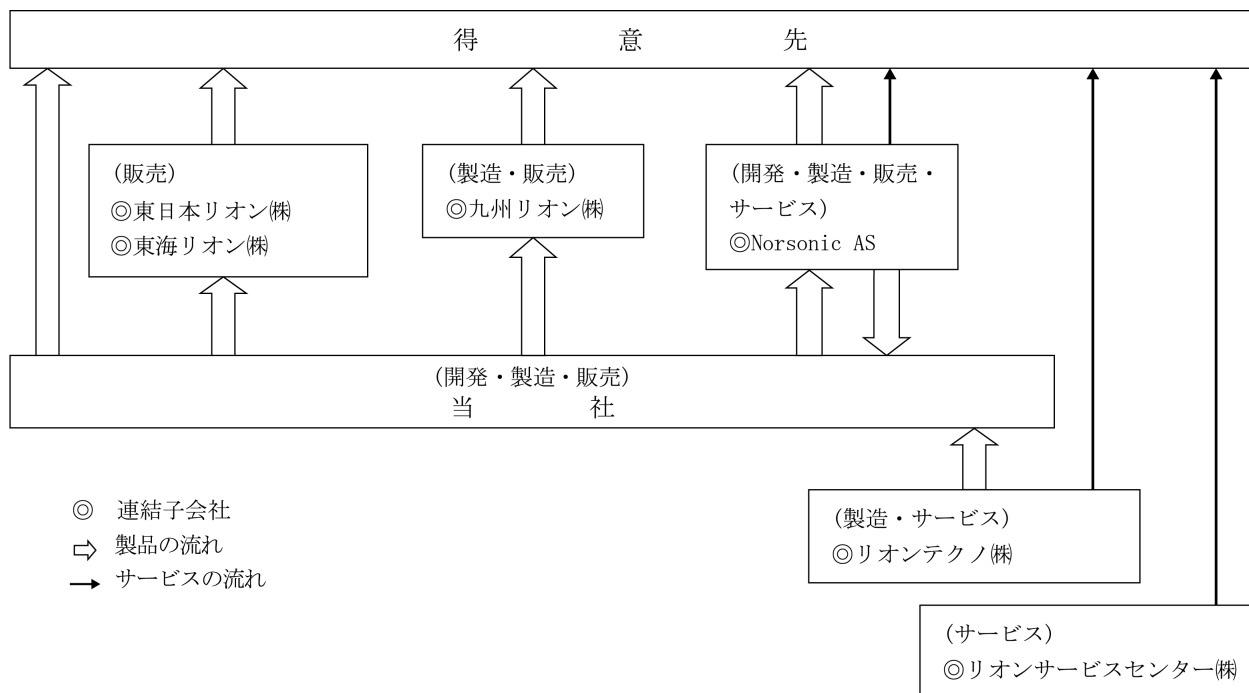 得意先
(販売)
◎東日本リオン㈱
◎東海リオン㈱
(製造・販売)
◎九州リオン㈱
(開発・製造・販売・
サービス)
◎Norsonic AS
(開発・製造・販売)
当社
(製造・サービス)
◎リオンテクノ㈱
(サービス)
◎リオンサービスセンター㈱
◎ 連結子会社
製品の流れ
サービスの流れ